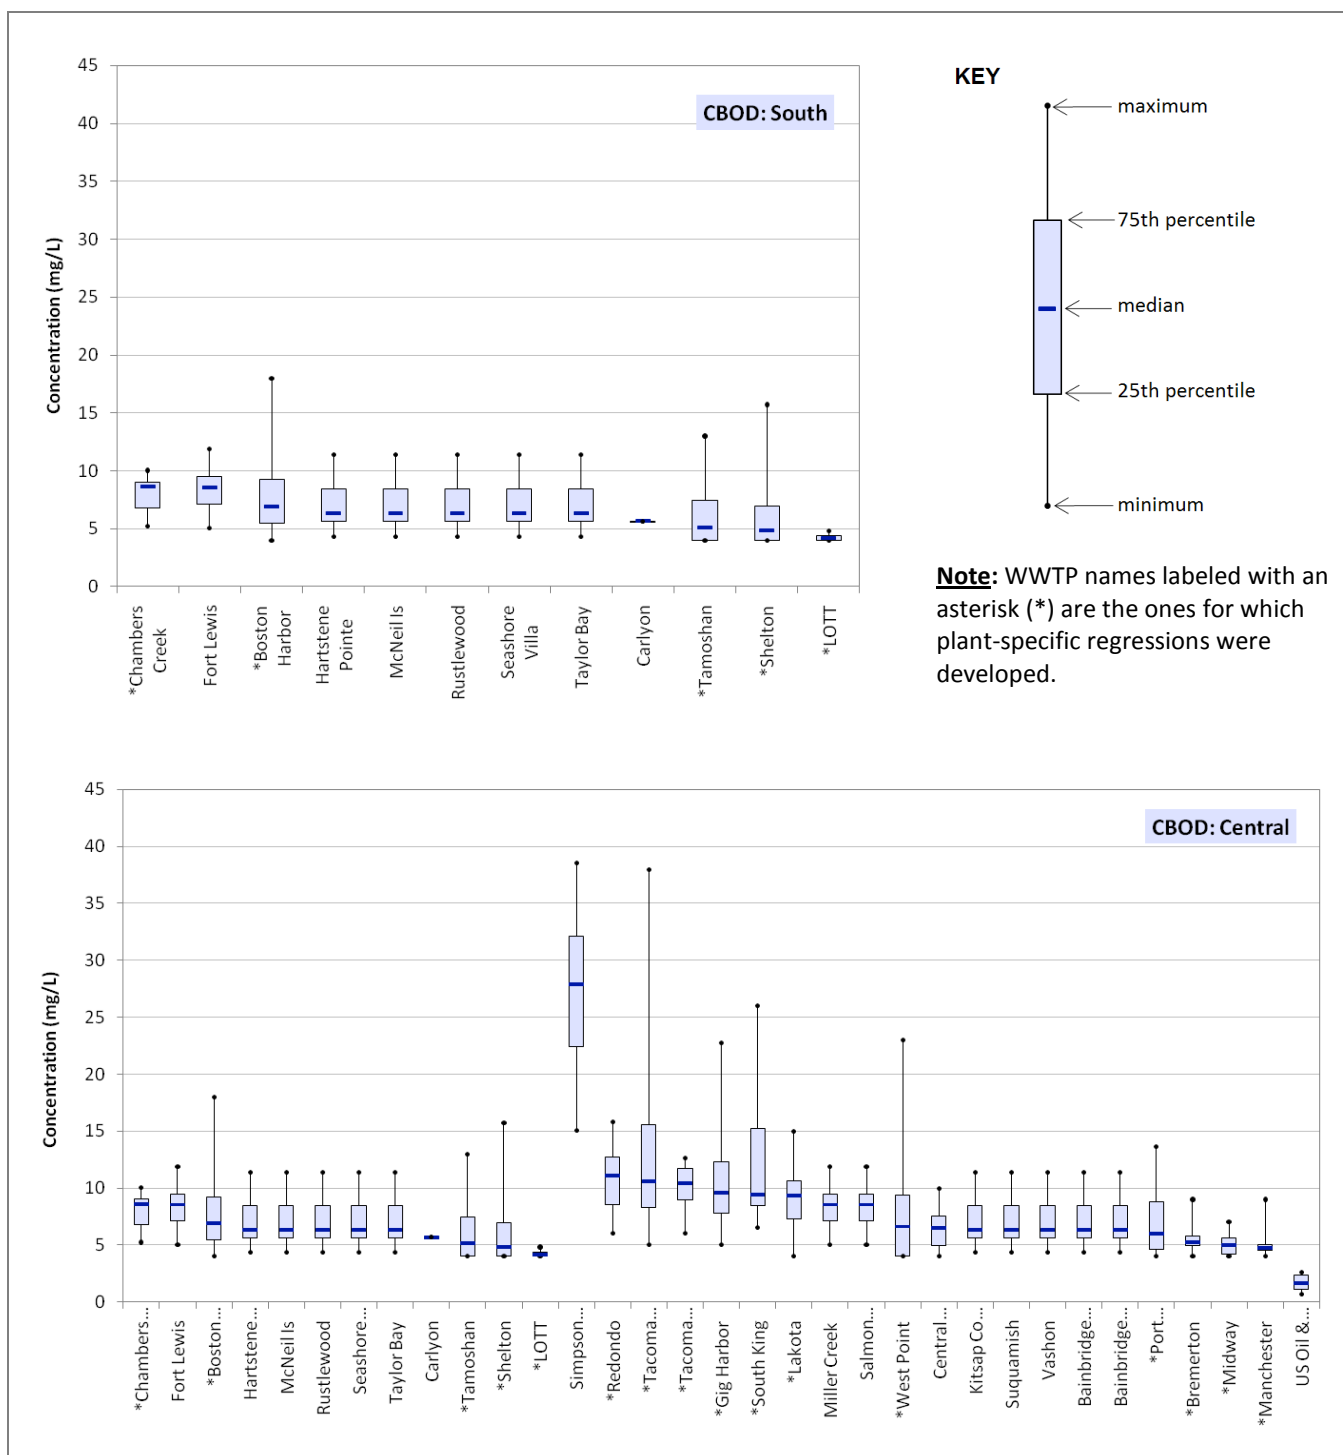 45
40
35
30
25
20
15
10
5
0
Concentration (mg/L)
CBOD: South
*Chambers
Creek
Fort Lewis
*Boston
Harbor
Hartstene
Pointe
McNeil Is
Rustlewood
Seashore
Villa
Taylor Bay
Carlyon
*Tamoshan
*Shelton
*LOTT
KEY
maximum
75th percentile
median
25th percentile
minimum
Note: WWTP names labeled with an
asterisk (*) are the ones for which
plant-specific regressions were
developed.
45
40
35
30
25
20
15
10
5
0
Concentration (mg/L)
CBOD: Central
*Chambers...
Fort Lewis
*Boston...
Hartstene...
McNeil Is
Rustlewood
Seashore...
Taylor Bay
Carlyon
*Tamoshan
*Shelton
*LOTT
Simpson...
*Redondo
*Tacoma...
*Tacoma...
*Gig Harbor
*South King
*Lakota
Miller Creek
Salmon...
*West Point
Central...
Kitsap Co...
Suquamish
Vashon
Bainbridge...
Bainbridge...
*Port...
*Bremerton
*Midway
*Manchester
US Oil &...